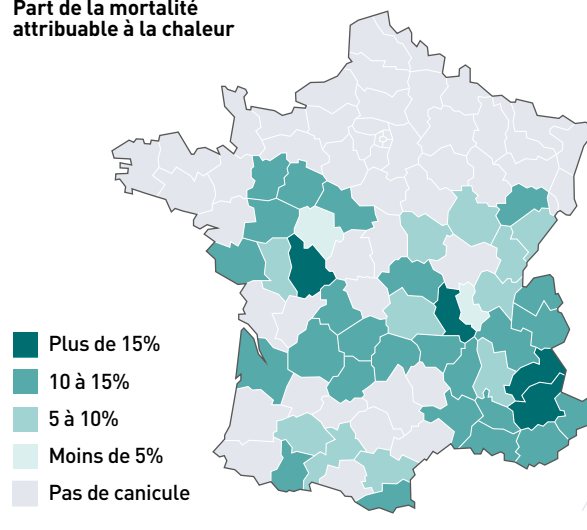 Part de la mortalité
attribuable à la chaleur
Plus de 15%
10 à 15%
5 à 10%
Moins de 5%
Pas de canicule